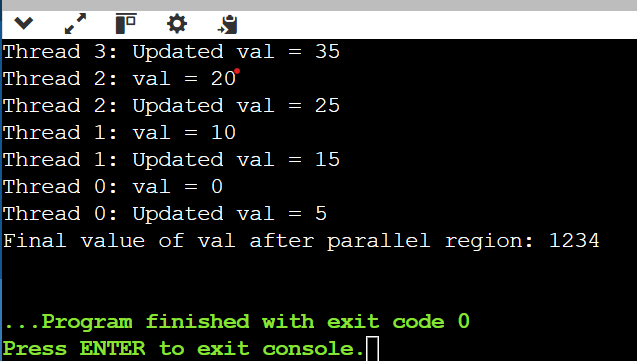 Thread 3: Updated val = 35
Thread 2: val = 20
Thread 2: Updated val = 25
Thread 1: val = 10
Thread 1: Updated val = 15
Thread 0: val = 0
Thread 0: Updated val = 5
Final value of val after parallel region: 1234
...Program finished with exit code 0
Press ENTER to exit console.